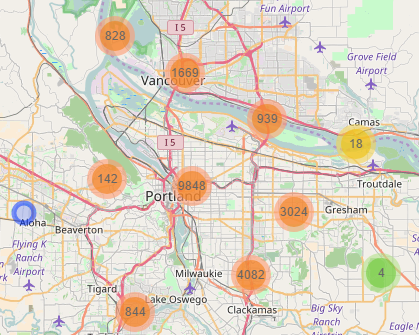 Fun Airport
I 5
828
Grove Field
Airport
1669
Vancouver
939
Camas
18
I 5
142
Troutdale
9848
Portland
3024
Gresham
Aloha
Beaverton
Flying K
Ranch
Airport
4
Milwaukie
4082
Tigard
Lake Oswego
844
Clackamas
Big Sky
Ranch
Airstrip
Eagle